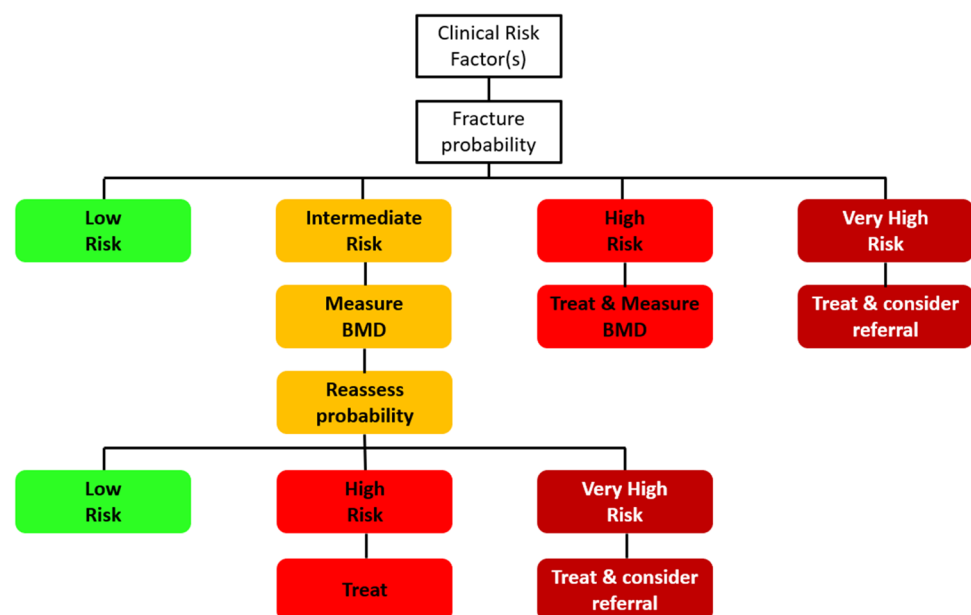 Clinical Risk
Factor(s)
Fracture
probability
Low
Risk
Intermediate
Risk
High
Risk
Very High
Risk
Measure
BMD
Treat & Measure
BMD
Treat & consider
referral
Reassess
probability
Low
Risk
High
Risk
Very High
Risk
Treat
Treat & consider
referral